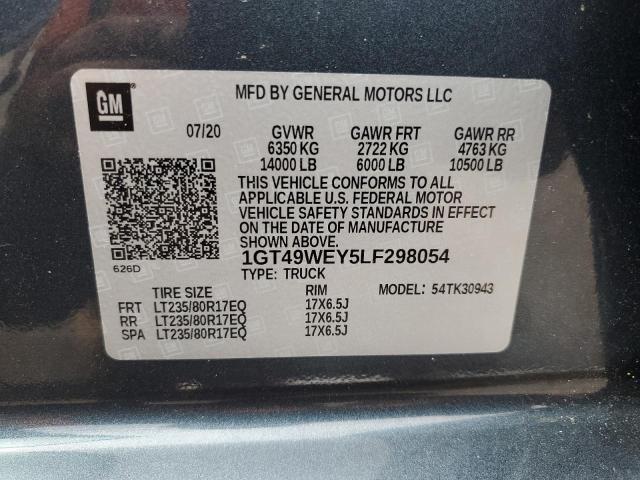 GM
MFD BY GENERAL MOTORS LLC
07/20 GVWR GAWR FRT GAWR RR
6350 KG 2722 KG 4763 KG
14000 LB 6000 LB 10500 LB
THIS VEHICLE CONFORMS TO ALL
APPLICABLE U.S. FEDERAL MOTOR
VEHICLE SAFETY STANDARDS IN EFFECT
ON THE DATE OF MANUFACTURE
SHOWN ABOVE.
1GT49WEY5LF298054
626D
TYPE: TRUCK
TIRE SIZE RIM MODEL: 54TK30943
FRT LT235/80R17EQ 17X6.5J
RR LT235/80R17EQ 17X6.5J
SPA LT235/80R17EQ 17X6.5J